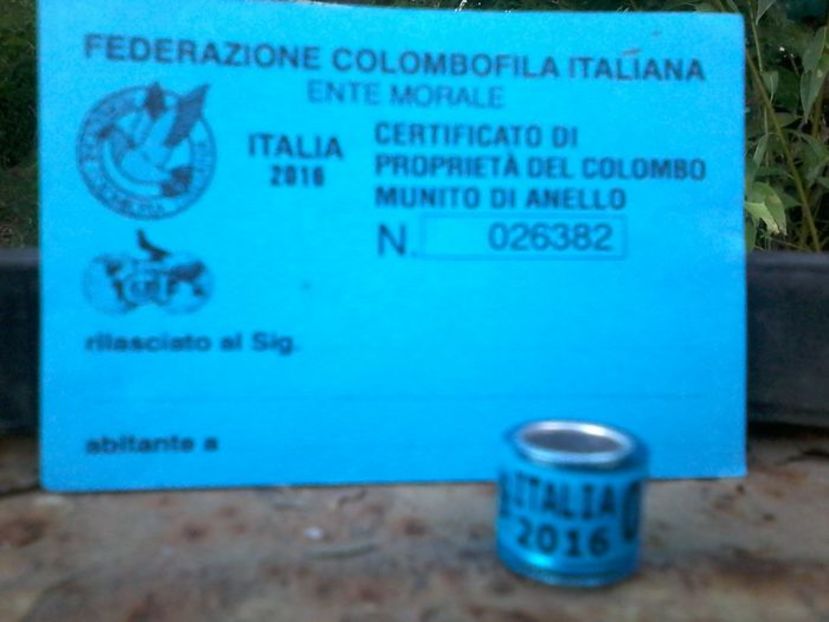 FEDERAZIONE COLOMBOFILA ITALIANA
ENTE MORALE
ITALIA
2016
CERTIFICATO DI
PROPRIETÀ DEL COLOMBO
MUNITO DI ANELLO
N. 026382
rilasciato al Sig.
abitante a
ITALIA
2016